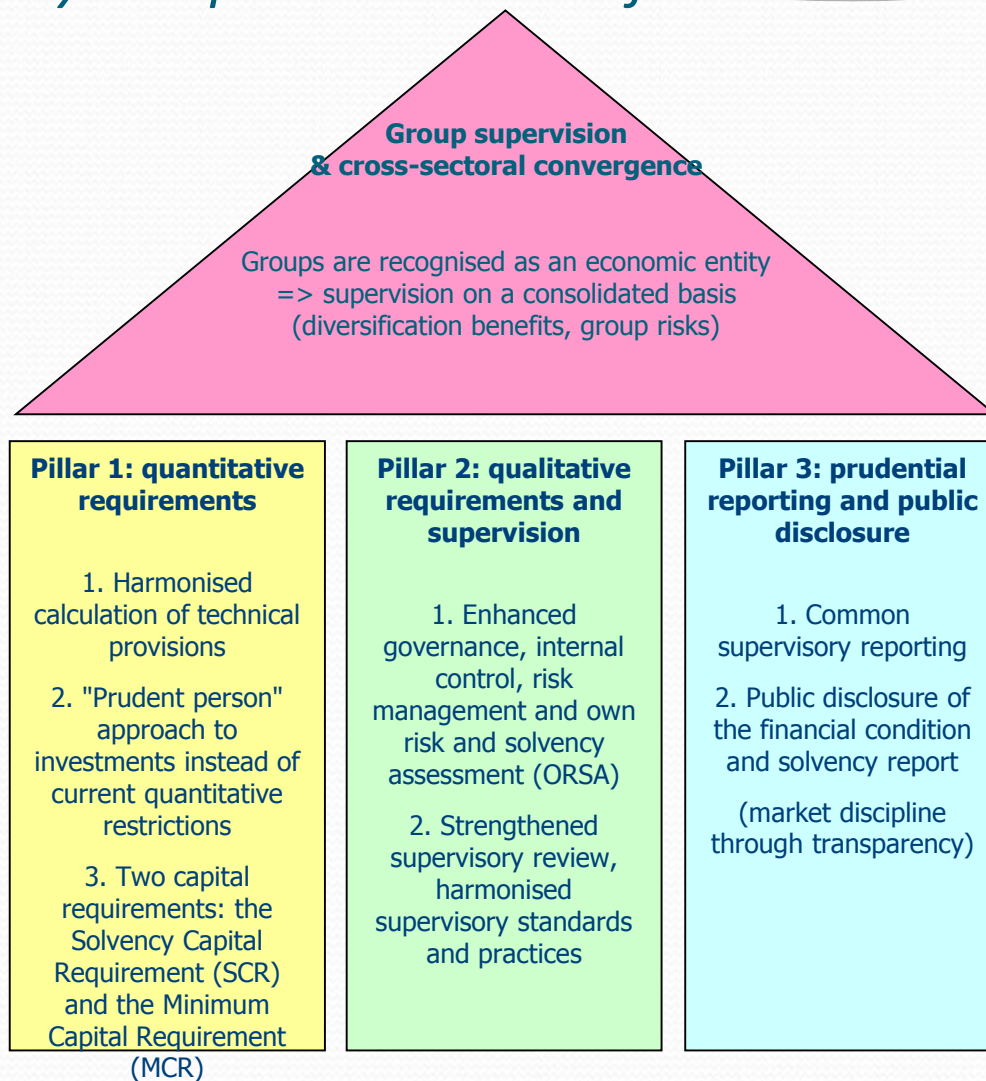 Group supervision
& cross-sectoral convergence
Groups are recognised as an economic entity
=> supervision on a consolidated basis
(diversification benefits, group risks)
Pillar 1: quantitative
requirements
1. Harmonised
calculation of technical
provisions
2. "Prudent person"
approach to
investments instead of
current quantitative
restrictions
3. Two capital
requirements: the
Solvency Capital
Requirement (SCR)
and the Minimum
Capital Requirement
(MCR)
Pillar 2: qualitative
requirements and
supervision
1. Enhanced
governance, internal
control, risk
management and own
risk and solvency
assessment (ORSA)
2. Strengthened
supervisory review,
harmonised
supervisory standards
and practices
Pillar 3: prudential
reporting and public
disclosure
1. Common
supervisory reporting
2. Public disclosure of
the financial condition
and solvency report
(market discipline
through transparency)